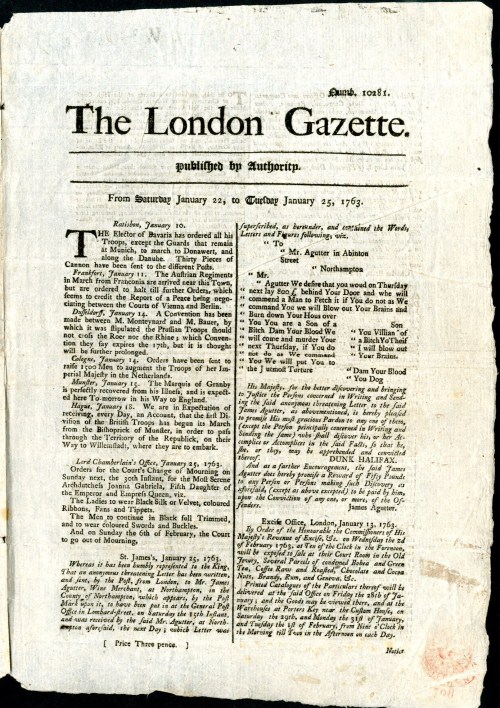 Numb. 10281.
The London Gazette.
Published by Authority.
From Saturday January 22, to Tuesday January 25, 1763.
Ratisbon, January 10.
THE Elector of Bavaria has ordered all his
Troops, except the Guards that remain
at Munich, to march to Donawert, and
along the Danube. Thirty Pieces of
Cannon have been sent to the different Posts.
Frankfort, January 11. The Austrian Regiments
in March from Franconia are arrived near this Town,
but are ordered to halt till further Orders, which
seems to credit the Report of a Peace being nego-
tiating between the Courts of Vienna and Berlin.
Dusseldorff, January 14. A Convention has been
made between M. Monteynard and M. Bauer, by
which it was stipulated the Prussian Troops should
not cross the Roer nor the Rhine; which Conven-
tion they say expires the 17th, but it is thought
will be further prolonged.
Cologne, January 14. Orders have been sent to
raise 1500 Men to augment the Troops of her Im-
perial Majesty in the Netherlands.
Munster, January 15. The Marquis of Granby
is perfectly recovered from his Illness, and is expect-
ed here To-morrow in his Way to England.
Hague, January 18. We are in Expectation of
receiving, every Day, an Account, that the first Di-
vision of the British Troops has begun its March
from the Bishoprick of Munster, in order to pass
through the Territory of the Republick, on their
Way to Willemstadt, where they are to embark.
Lord Chamberlain's Office, January 25, 1763.
Orders for the Court's Change of Mourning on
Sunday next, the 30th Instant, for the Most Serene
Archdutchess Joanna Gabriela, Fifth Daughter of
the Emperor and Empress Queen, viz.
The Ladies to wear Black Silk or Velvet, coloured
Ribbons, Fans and Tippets.
The Men to continue in Black full Trimmed,
and to wear coloured Swords and Buckles.
And on Sunday the 6th of February, the Court
to go out of Mourning,
St. James's, January 25, 1763.
Whereas it has been humbly represented to the King,
That an anonymous threatening Letter has been written,
and sent, by the Post, from London, to Mr. James
Agutter, Wine Merchant, at Northampton, in the
County of Northampton, which appears, by the Post
Mark upon it, to have been put in at the General Post
Office in Lombard-street, on Saturday the 15th Instant,
and was received by the said Mr. Agutter, at North-
ampton aforesaid, the next Day; which Letter was
[ Price Three pence. ]
superscribed, as hereunder, and contained the Words,
Letters and Figures following, viz.
" To
" Mr. Agutter in Abinton
Street
" Northampton
" Mr.
" Agutter We desire that you woud on Thursday
" next lay 800 £ behind Your Door and whe will
" commend a Man to Fetch it if You do not as We
" command You we will Blow out Your Brains and
" Burn down Your House Son
" You You are a Son of a You Villian " of
" Bitch Dam Your Blood We a Bitch Yo Theif
" will come and murder Your I will blow out
" next Thursday, if You do Your Brains.
" not do as We commend
" You We will put You to
" the J utmost Torture " Dam Your Blood
" You Dog
His Majesty, for the better discovering and bringing
to Justice the Persons concerned in Writing and Send-
ing the said anonymous threatening Letter to the said
James Agutter, as abovementioned, is hereby pleased
to promise His most gracious Pardon to any one of them,
(except the Person principally concerned in Writing and
Sending the same) who shall discover his, or her Ac-
complice or Accomplices in the said Facts, so that he,
she, or they, may be apprehended and convicted
thereof. DUNK HALIFAX.
And as a further Encouragement, the said James
Agutter does hereby promise a Reward of Fifty Pounds
to any Person or Persons making such Discovery as
aforesaid, (except as above excepted) to be paid by him,
upon the Conviction of any one, or more, of the Of-
fenders. James Agutter.
Excise Office, London, January 13. 1763.
By Order of the Honourable the Commissioners of His
Majesty's Revenue of Excise, &c. on Wednesday the 2d
of February 1763, at Ten of the Clock in the Forenoon,
will be exposed to sale at their Court Room in the Old
Jewry, Several Parcels of condemned Bohea and Green
Tea, Coffee Raw and Roasted, Chocolate and Cocoa
Nuts, Brandy, Rum, and Geneva, &c.
Printed Catalogues of the Particulars thereof will be
delivered at the said Office on Friday the 28th of Ja-
nuary; and the Goods may be viewed there, and at the
Warehouse at Porters Key near the Custom House, on
Saturday the 29th, and Monday the 31st of January,
and Tuesday the 1st of February, from Nine o'Clock in
the Morning till Two in the Afternoon on each Day.
Notice